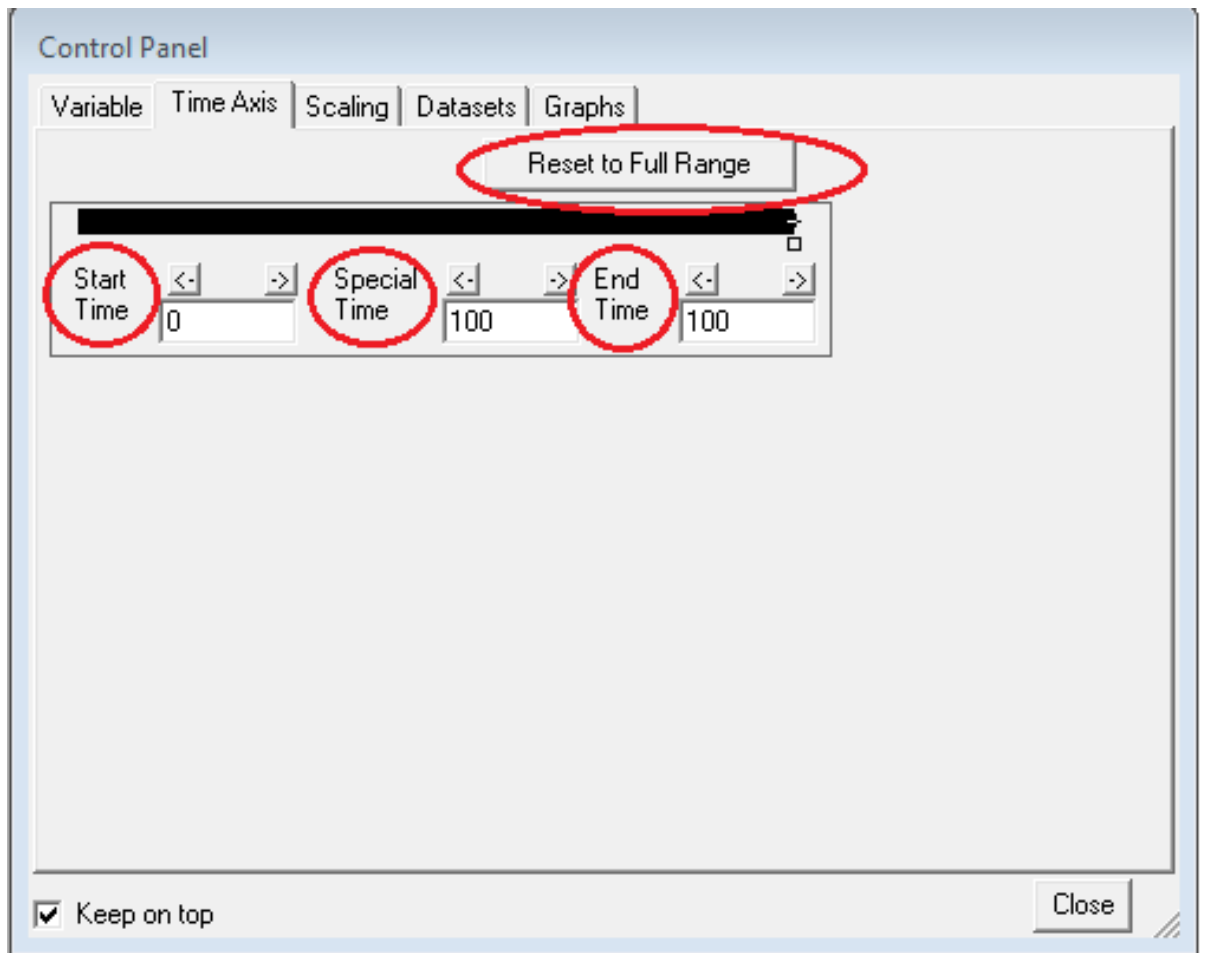 Control Panel
Variable Time Axis Scaling Datasets Graphs
Reset to Full Range
Start Time <- -> 0
Special Time <- -> 100
End Time <- -> 100
Keep on top
Close